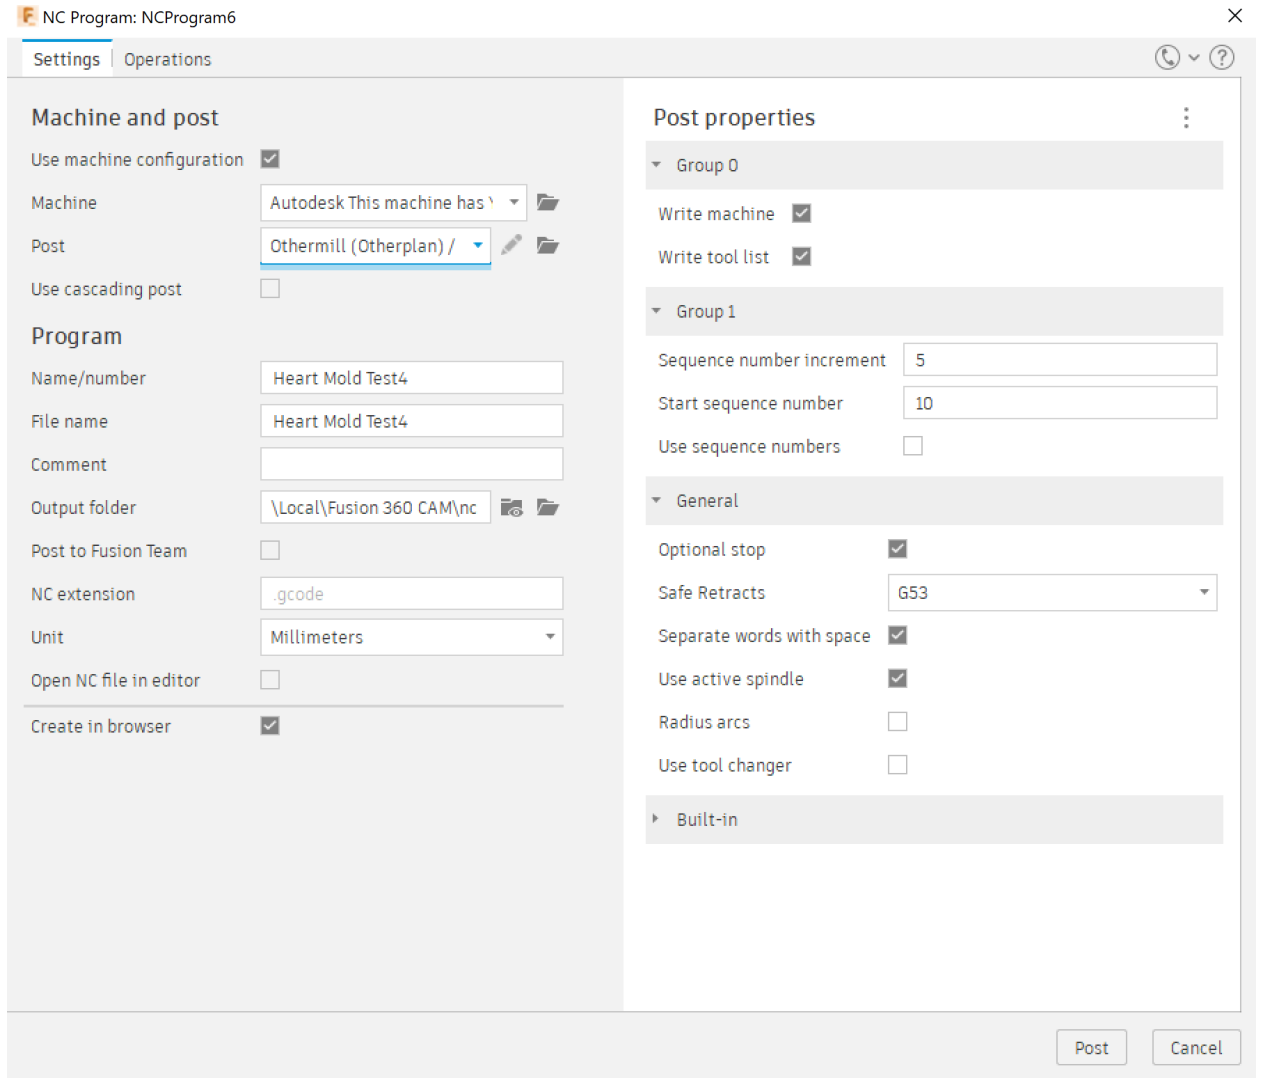 NC Program: NCProgram6
Settings
Operations
Machine and post
Use machine configuration
Machine
Autodesk This machine has
Post
Othermill (Otherplan) /
Use cascading post
Program
Name/number
Heart Mold Test4
File name
Heart Mold Test4
Comment
Output folder
\Local\Fusion 360 CAM\nc
Post to Fusion Team
NC extension
.gcode
Unit
Millimeters
Open NC file in editor
Create in browser
Post properties
Group 0
Write machine
Write tool list
Group 1
Sequence number increment
5
Start sequence number
10
Use sequence numbers
General
Optional stop
Safe Retracts
G53
Separate words with space
Use active spindle
Radius arcs
Use tool changer
Built-in
Post
Cancel